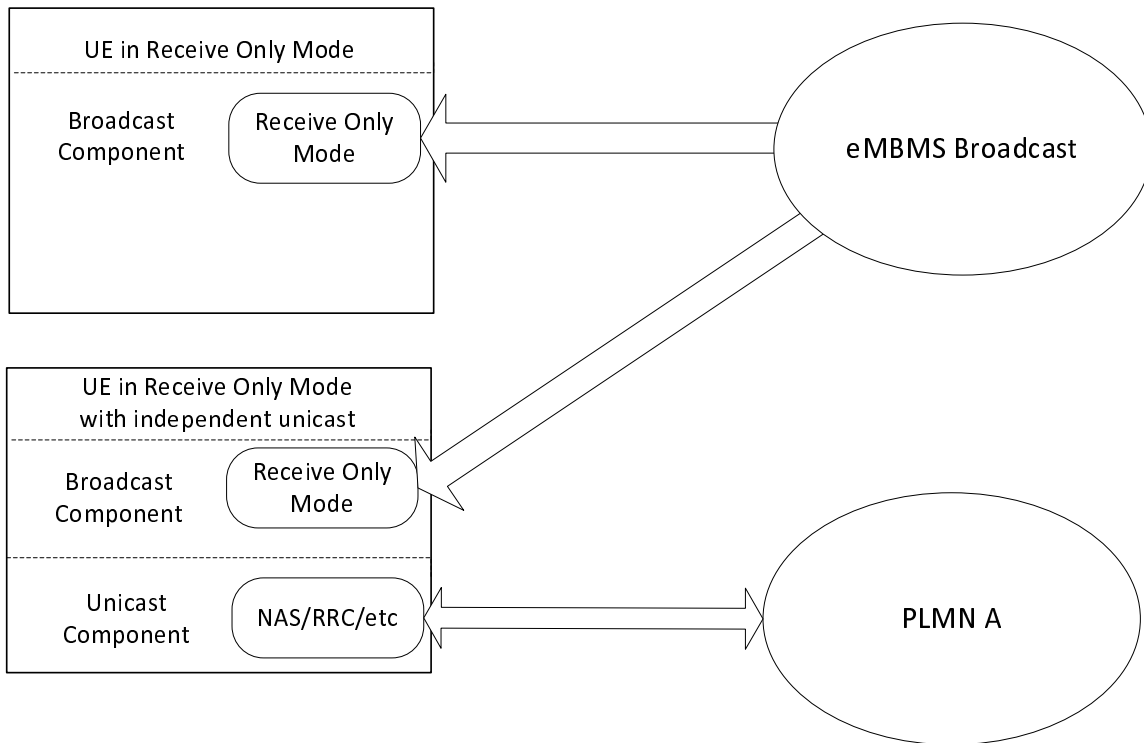 UE in Receive Only Mode
Broadcast
Component
Receive Only
Mode
eMBMS Broadcast
UE in Receive Only Mode
with independent unicast
Broadcast
Component
Receive Only
Mode
Unicast
Component
NAS/RRC/etc
PLMN A